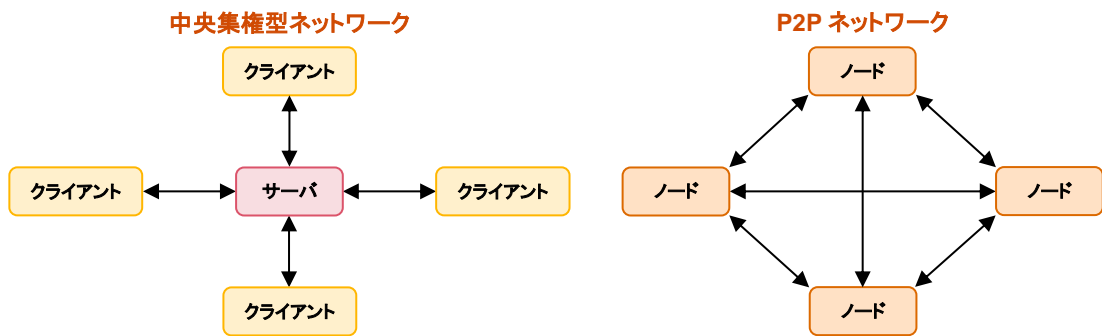 中央集権型ネットワーク
クライアント
クライアント
サーバ
クライアント
クライアント
P2P ネットワーク
ノード
ノード
ノード
ノード